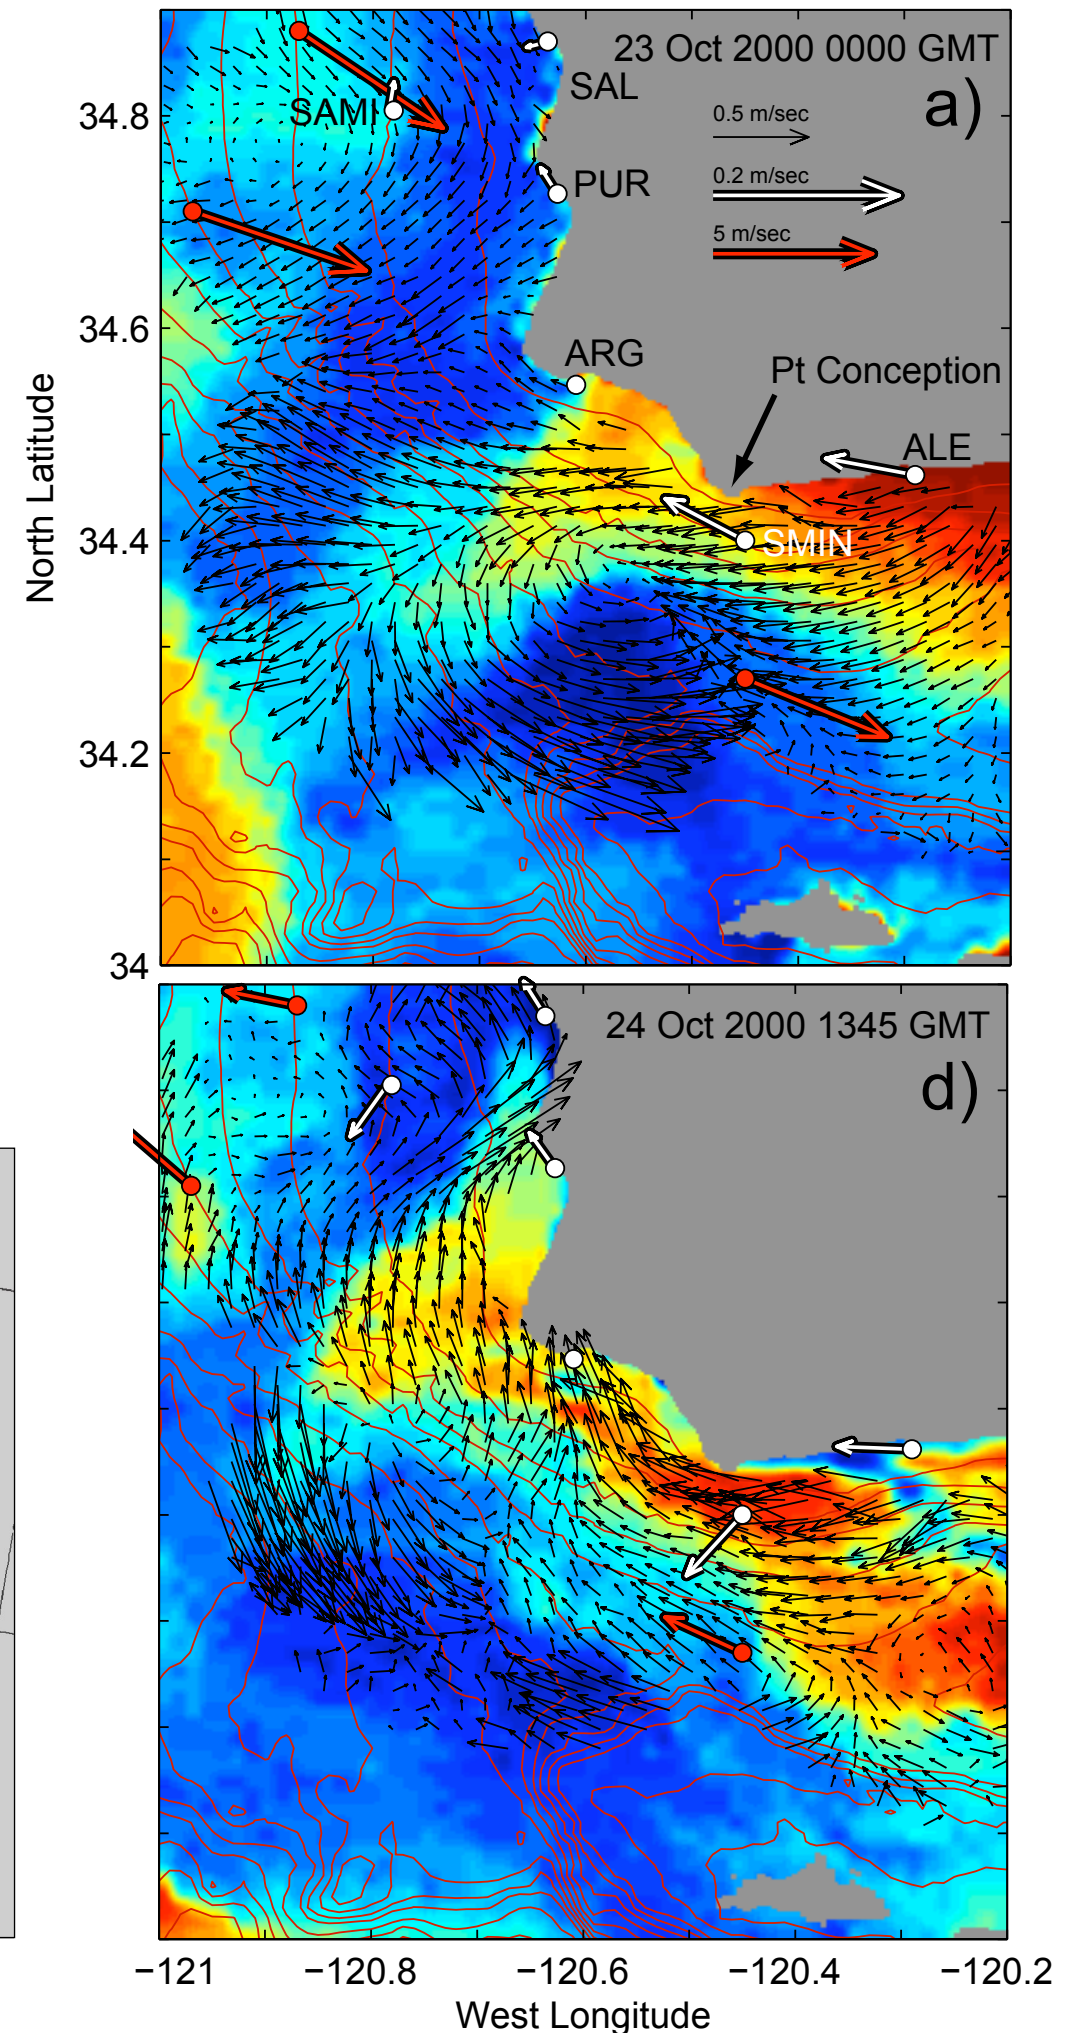 23 Oct 2000 0000 GMT
a)
SAL
SAMI
34.8
0.5 m/sec
0.2 m/sec
PUR
5 m/sec
34.6
ARG
Pt Conception
ALE
North Latitude
34.4
SMIN
34.2
34
24 Oct 2000 1345 GMT
d)
−121
−120.8
−120.6
−120.4
−120.2
West Longitude